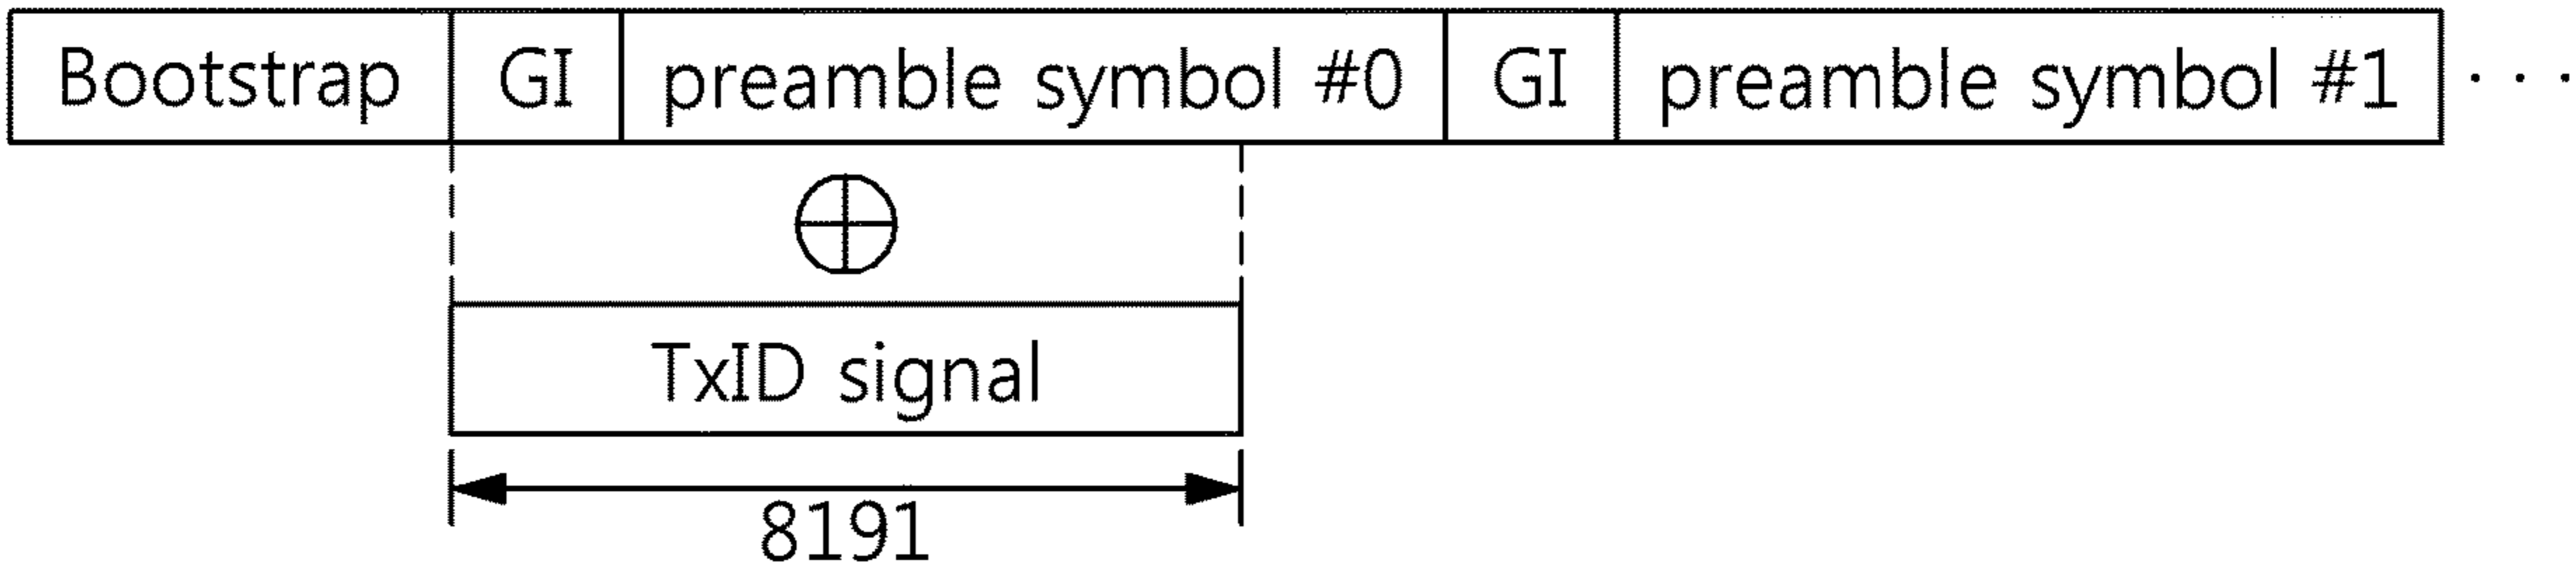 Bootstrap GI preamble symbol #0 GI preamble symbol #1 ...
TxID signal
8191